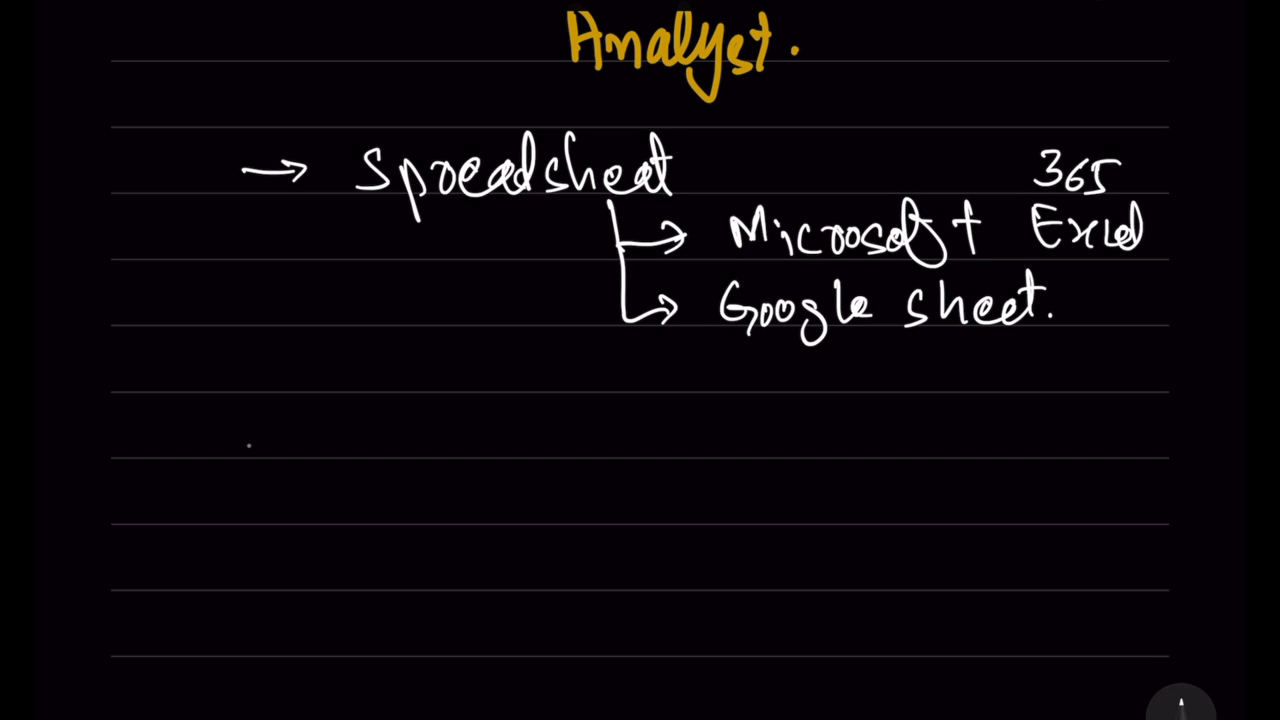 Analyst.
→ Spreadsheet
365
→ Microsoft Excel
→ Google sheet.